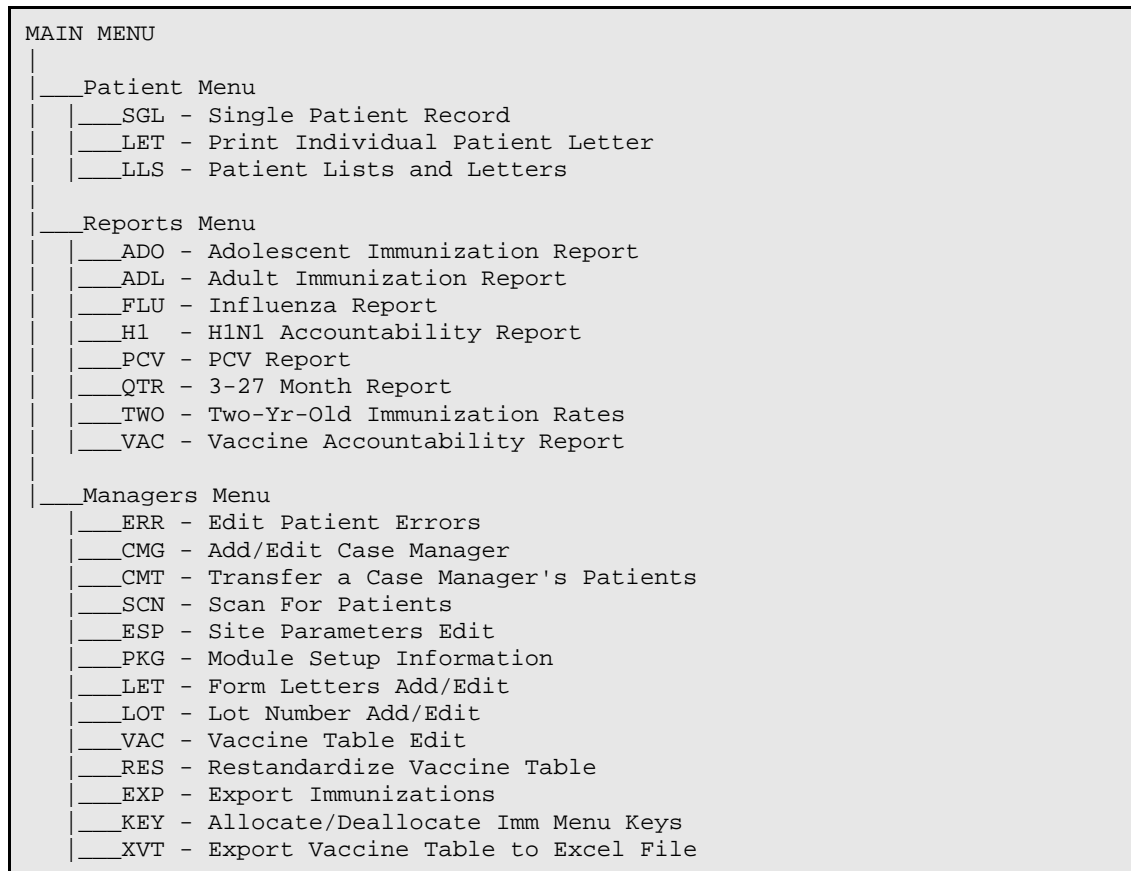 MAIN MENU
|
|___Patient Menu
|  |___SGL - Single Patient Record
|  |___LET - Print Individual Patient Letter
|  |___LLS - Patient Lists and Letters
|
|___Reports Menu
|  |___ADO - Adolescent Immunization Report
|  |___ADL - Adult Immunization Report
|  |___FLU – Influenza Report
|  |___H1  - H1N1 Accountability Report
|  |___PCV - PCV Report
|  |___QTR – 3-27 Month Report
|  |___TWO - Two-Yr-Old Immunization Rates
|  |___VAC - Vaccine Accountability Report
|
|___Managers Menu
   |___ERR - Edit Patient Errors
   |___CMG - Add/Edit Case Manager
   |___CMT - Transfer a Case Manager's Patients
   |___SCN - Scan For Patients
   |___ESP - Site Parameters Edit
   |___PKG - Module Setup Information
   |___LET - Form Letters Add/Edit
   |___LOT - Lot Number Add/Edit
   |___VAC - Vaccine Table Edit
   |___RES - Restandardize Vaccine Table
   |___EXP - Export Immunizations
   |___KEY - Allocate/Deallocate Imm Menu Keys
   |___XVT - Export Vaccine Table to Excel File